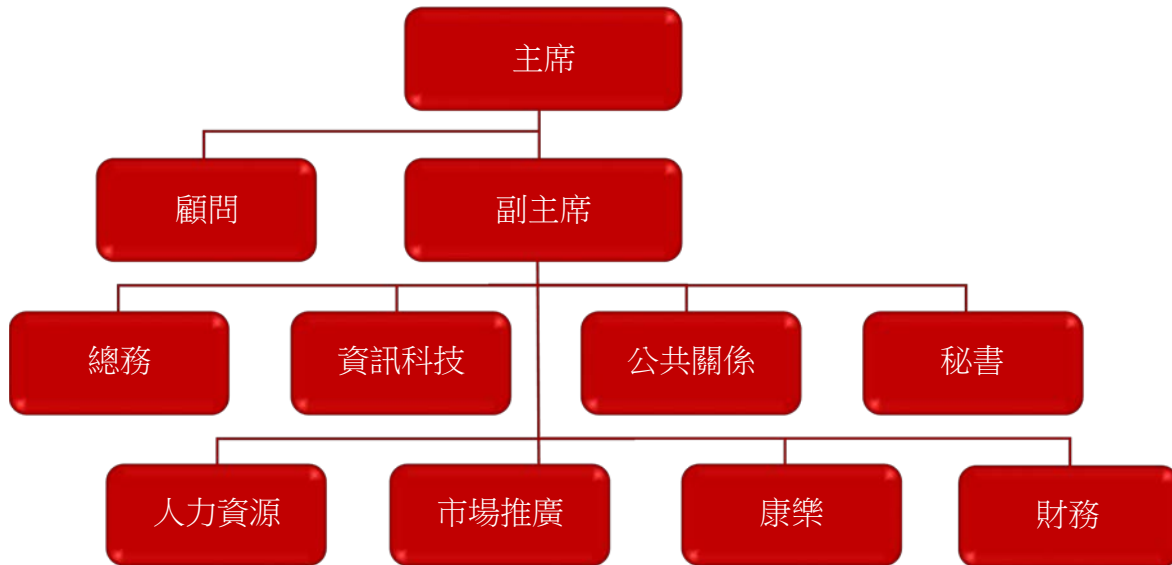 主席
顧問
副主席
總務
資訊科技
公共關係
秘書
人力資源
市場推廣
康樂
財務